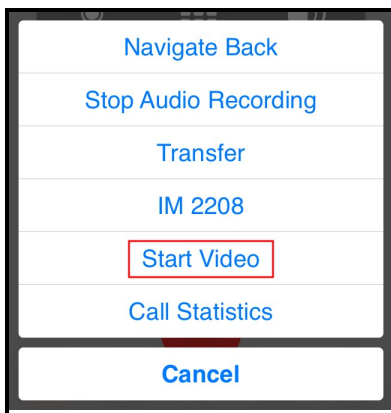 Navigate Back
Stop Audio Recording
Transfer
IM 2208
Start Video
Call Statistics
Cancel